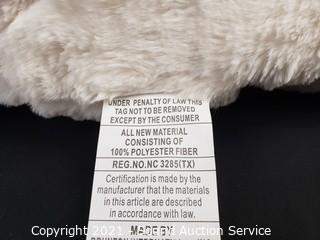 UNDER PENALTY OF LAW THIS
TAG NOT TO BE REMOVED
EXCEPT BY THE CONSUMER
ALL NEW MATERIAL
CONSISTING OF
100% POLYESTER FIBER
REG.NO.NC 3285(TX)
Certification is made by the
manufacturer that the materials
in this article are described
in accordance with law.
MADE
Auction Service